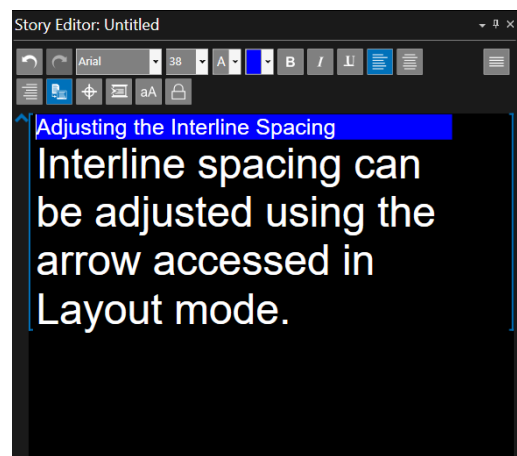 Story Editor: Untitled
Arial 38 A B I U
aA
Adjusting the Interline Spacing
Interline spacing can
be adjusted using the
arrow accessed in
Layout mode.